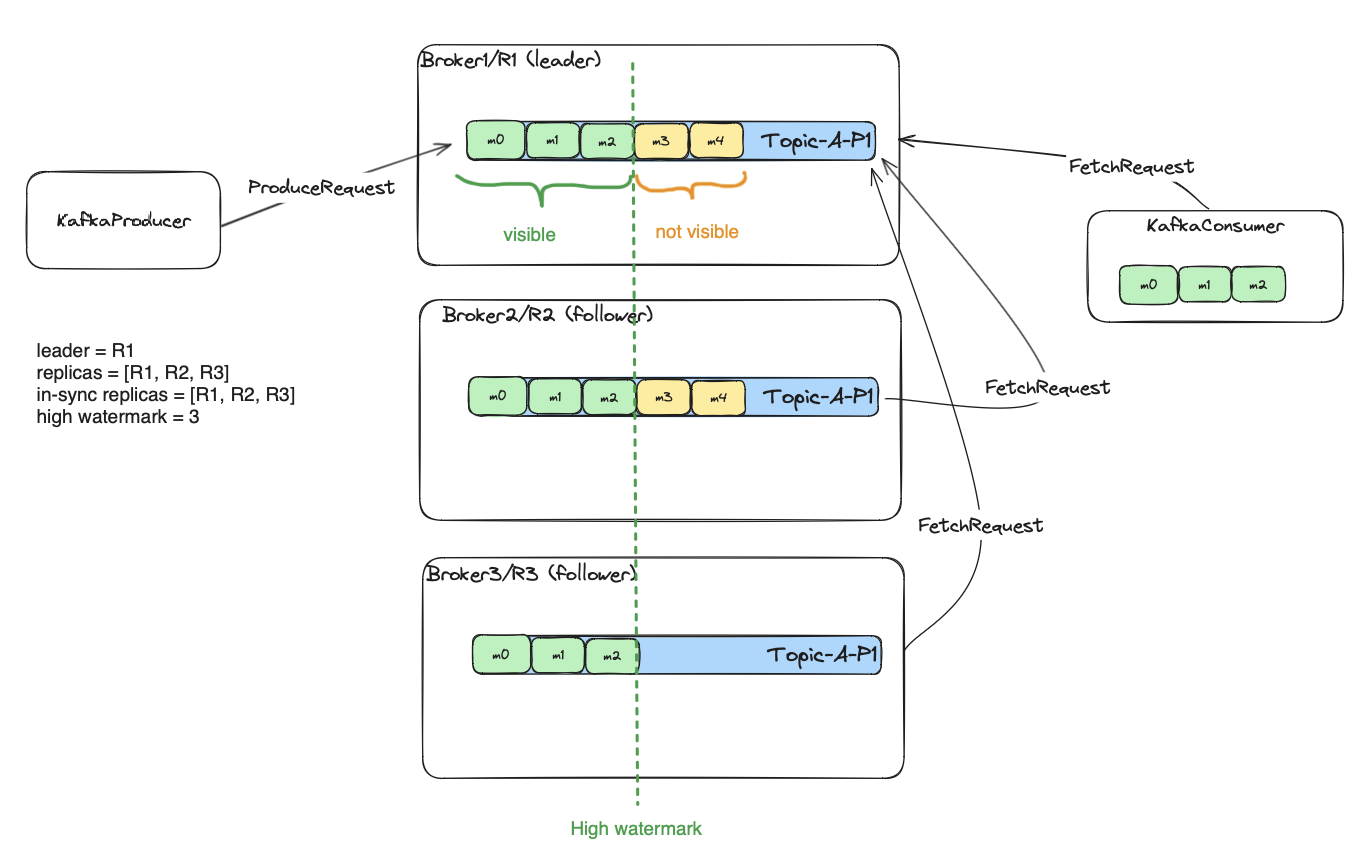 Broker1/R1 (leader)
m0 m1 m2 m3 m4 Topic-A-P1
ProduceRequest
FetchRequest
KafkaProducer
KafkaConsumer
visible
not visible
m0 m1 m2
Broker2/R2 (follower)
leader = R1
replicas = [R1, R2, R3]
in-sync replicas = [R1, R2, R3]
high watermark = 3
m0 m1 m2 m3 m4 Topic-A-P1
FetchRequest
FetchRequest
Broker3/R3 (follower)
m0 m1 m2 Topic-A-P1
High watermark